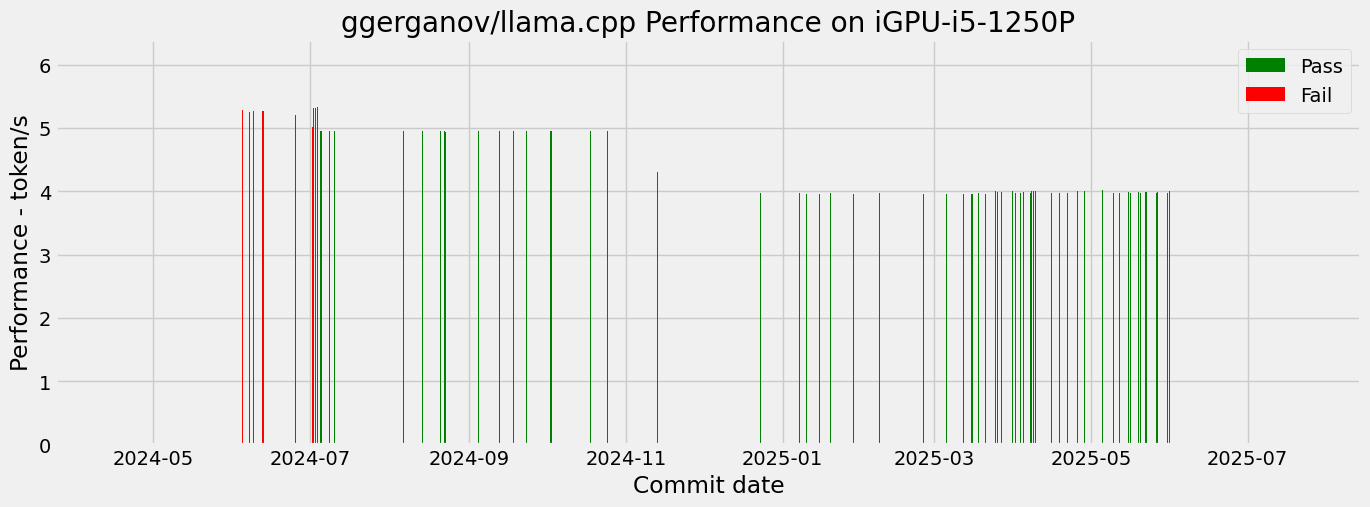 ggerganov/llama.cpp Performance on iGPU-i5-1250P
Performance - token/s
6
5
4
3
2
1
0
Pass
Fail
2024-05 2024-07 2024-09 2024-11 2025-01 2025-03 2025-05 2025-07
Commit date